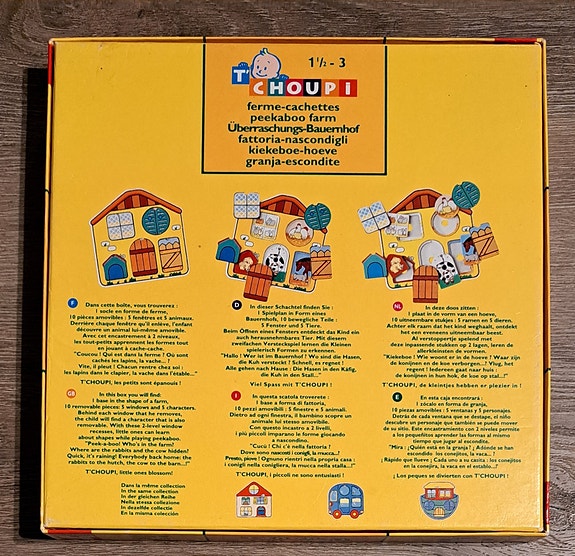 1 1/2 - 3
T'CHOUPI
ferme-cachettes
peekaboo farm
Überraschungs-Bauernhof
fattoria-nascondigli
kiekeboe-hoeve
granja-escondite
F
Dans cette boîte, vous trouverez :
1 socle en forme de ferme,
10 pièces amovibles : 5 fenêtres et 5 animaux.
Derrière chaque fenêtre qu'il enlève, l'enfant
découvre un animal lui-même amovible.
Avec cet encastrement à 2 niveaux,
les tout-petits apprennent les formes tout
en jouant à cache-cache.
"Coucou ! Qui est dans la ferme ? Où sont
cachés les lapins, la vache... ?
Vite, il pleut ! Chacun rentre chez soi :
les lapins dans le clapier, la vache dans l'étable..."
T'CHOUPI, les petits sont épanouis !
D
In dieser Schachtel finden Sie :
1 Spielplan in Form eines
Bauernhofs, 10 bewegliche Teile :
5 Fenster und 5 Tiere.
Beim Öffnen eines Fensters entdeckt das Kind ein
auch herausnehmbares Tier. Mit diesem
zweifachen Versteckspiel lernen die Kleinen
spielerisch Formen zu erkennen.
"Hallo ! Wer ist im Bauernhof ? Wo sind die Hasen,
die Kuh versteckt ? Schnell, es regnet !
Alle gehen nach Hause : Die Hasen in den Käfig,
die Kuh in den Stall...."
Viel Spass mit T'CHOUPI !
NL
In deze doos zitten :
1 plaat in de vorm van een hoeve,
10 uitneembare stukjes : 5 ramen en 5 dieren.
Achter elk raam dat het kind weghaalt, ontdekt
het een eveneens uitneembaar beest.
Al vertoppertje spelend met
deze inpassende stukken op 2 lagen, leren de
allerkleinsten de vormen.
"Kiekeboe ? Wie woont er in de hoeve ? Waar zijn
de konijnen en de koe verborgen...? Vlug, het
regent ! Iedereen gaat naar huis :
de konijnen in hun hok, de koe op stal...!"
T'CHOUPI, de kleintjes hebben er plezier in !
GB
In this box you will find:
1 base in the shape of a farm,
10 removable pieces: 5 windows and 5 characters.
Behind each window that he removes,
the child will find a character that is also
removable. With these 2-level window
recesses, little ones can learn
about shapes while playing peekaboo.
"Peek-a-boo! Who's in the farm?
Where are the rabbits and the cow hidden?
Quick, it's raining! Everybody back home: the
rabbits to the hutch, the cow to the barn...!"
T'CHOUPI, little ones blossom!
I
In questa scatola troverete :
1 base a forma di fattoria,
10 pezzi amovibili : 5 finestre e 5 animali.
Dietro ad ogni finestra, il bambino scopre un
animale lui stesso amovibile.
Con questo incastro a 2 livelli,
i più piccoli imparano le forme giocando
a nascondino.
"Cucù ! Chi c'è nella fattoria ?
Dove sono nascosti i conigli, la mucca...?
Presto, piove ! Ognuno rientra nella propria casa :
i conigli nella conigliera, la mucca nella stalla...!"
T'CHOUPI, i piccoli ne sono entusiasti !
E
En esta caja encontrará :
1 zócalo en forma de granja,
10 piezas amovibles : 5 ventanas y 5 personajes.
Detrás de cada ventana que se destape, el niño
descubre un personaje que también se puede mover
de su sitio. Este encastramiento con 2 niveles permite
a los pequeñitos aprender las formas al mismo
tiempo que jugar al escondite.
"Mira : ¿Quién está en la granja ? ¿ Adónde se han
escondido los conejitos, la vaca...?
¡ Rápido que llueve ! Cada uno a su casita : los conejitos
en la conejera, la vaca en el establo...!"
¡ Los peques se divierten con T'CHOUPI !
Dans la même collection
In the same collection
In der gleichen Reihe
Nella stessa collezione
In dezelfde collectie
En la misma colección